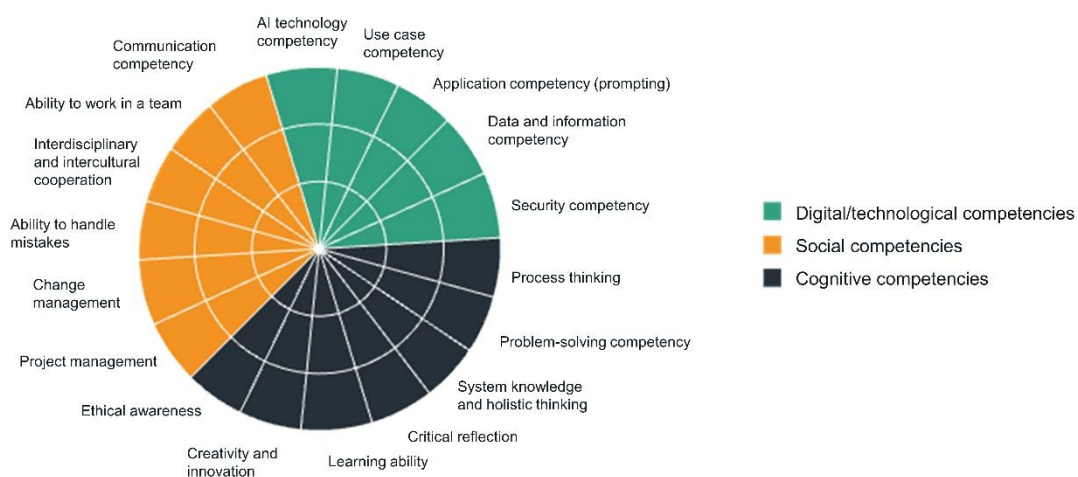 AI technology
competency
Use case
competency
Application competency (prompting)
Data and information
competency
Security competency
Process thinking
Problem-solving competency
System knowledge
and holistic thinking
Critical reflection
Learning ability
Creativity and
innovation
Ethical awareness
Project management
Change
management
Ability to handle
mistakes
Interdisciplinary
and intercultural
cooperation
Ability to work in a team
Communication
competency
Digital/technological competencies
Social competencies
Cognitive competencies